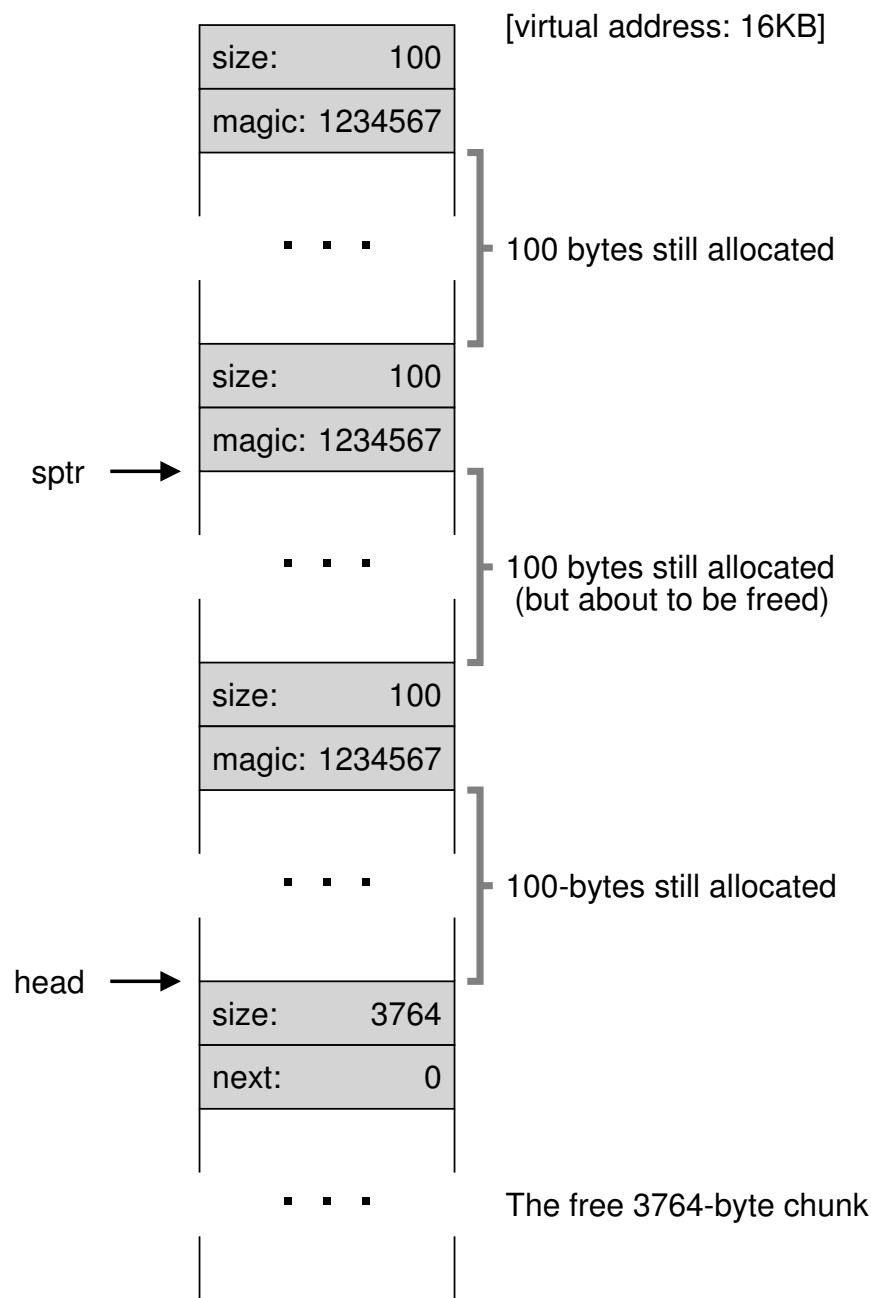 [virtual address: 16KB]
size: 100
magic: 1234567
. . .
100 bytes still allocated
size: 100
magic: 1234567
sptr
. . .
100 bytes still allocated
(but about to be freed)
size: 100
magic: 1234567
. . .
100-bytes still allocated
head
size: 3764
next: 0
. . .
The free 3764-byte chunk